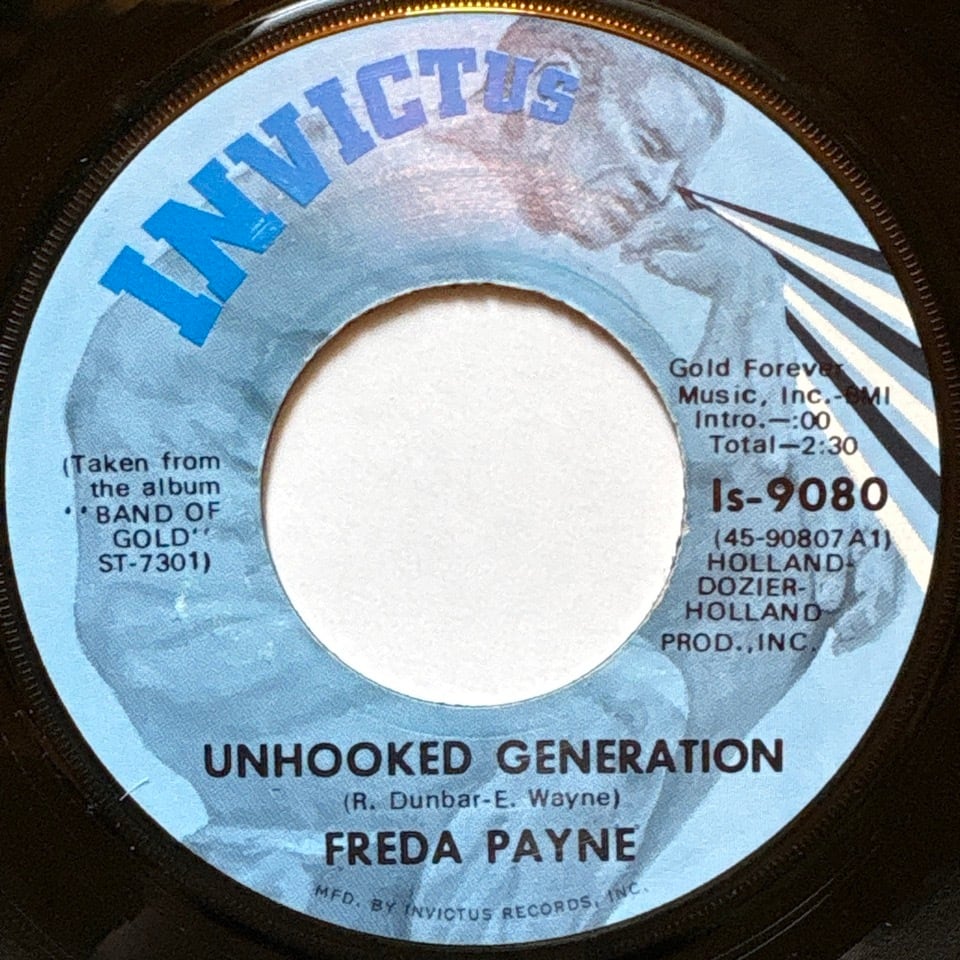 INVICTUS
Gold Forever
Music, Inc.-BMI
Intro.—:00
Total—2:30
Is-9080
(45-90807 A1)
HOLLAND-
DOZIER-
HOLLAND
PROD.,INC.
(Taken from
the album
"BAND OF
GOLD"
ST-7301)
UNHOOKED GENERATION
(R. Dunbar-E. Wayne)
FREDA PAYNE
MFD. BY INVICTUS RECORDS, INC.